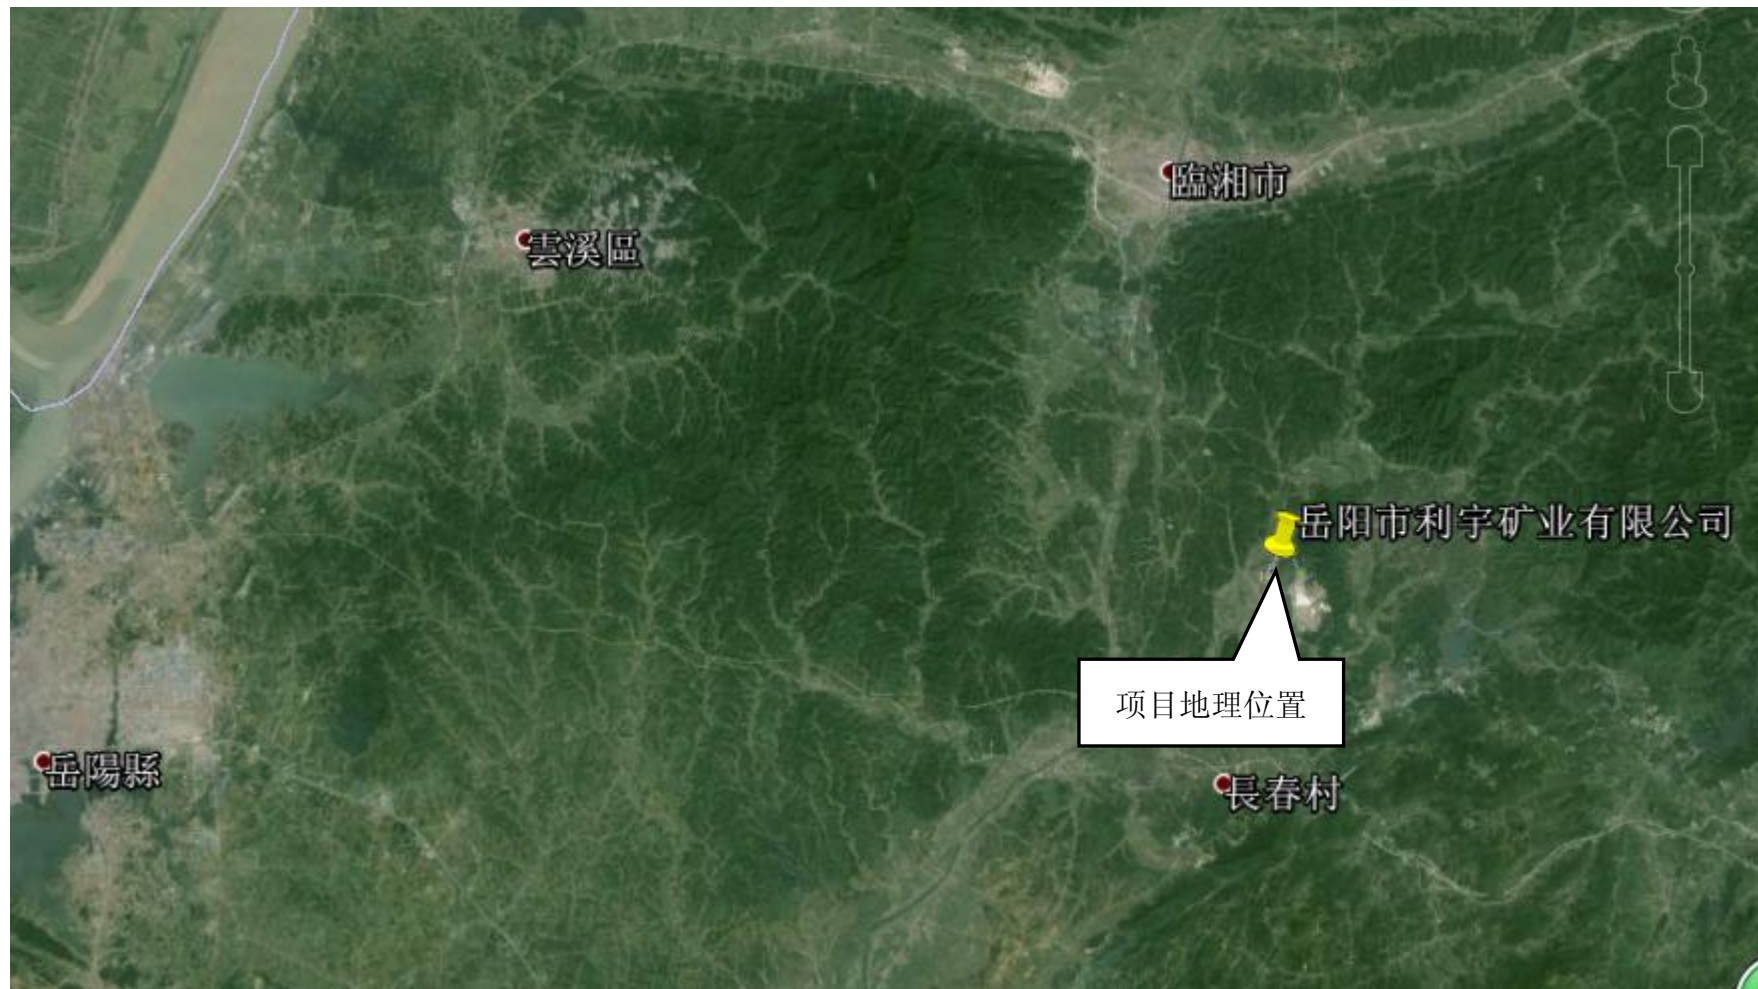 臨湘市
雲溪區
岳阳市利宇矿业有限公司
项目地理位置
岳陽縣
長春村